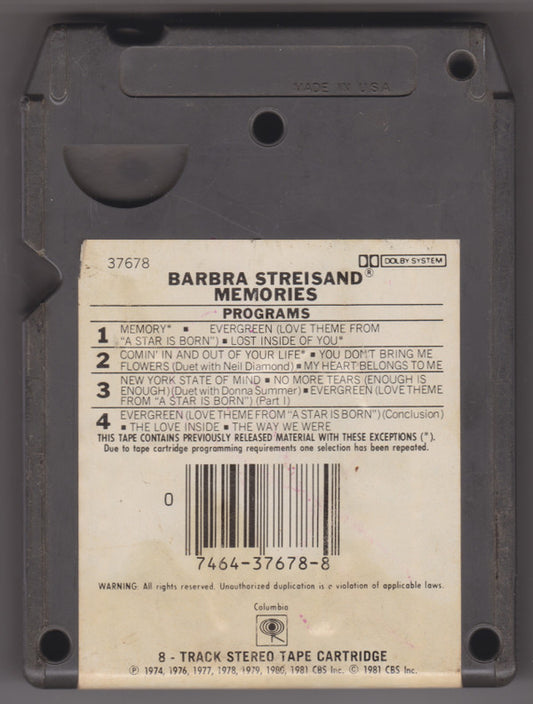 MADE IN U.S.A.
37678
DOLBY SYSTEM
BARBRA STREISAND®
MEMORIES
PROGRAMS
1 MEMORY* ▪ EVERGREEN (LOVE THEME FROM
"A STAR IS BORN") ▪ LOST INSIDE OF YOU*
2 COMIN' IN AND OUT OF YOUR LIFE* ▪ YOU DON'T BRING ME
FLOWERS (Duet with Neil Diamond) ▪ MY HEART BELONGS TO ME
3 NEW YORK STATE OF MIND ▪ NO MORE TEARS (ENOUGH IS
ENOUGH) (Duet with Donna Summer) ▪ EVERGREEN (LOVE THEME
FROM "A STAR IS BORN") (Part I)
4 EVERGREEN (LOVE THEME FROM "A STAR IS BORN") (Conclusion)
▪ THE LOVE INSIDE ▪ THE WAY WE WERE
THIS TAPE CONTAINS PREVIOUSLY RELEASED MATERIAL WITH THESE EXCEPTIONS (*).
Due to tape cartridge programming requirements one selection has been repeated.
0
7464-37678-8
WARNING: All rights reserved. Unauthorized duplication is a violation of applicable laws.
Columbia
8 - TRACK STEREO TAPE CARTRIDGE
℗ 1974, 1976, 1977, 1978, 1979, 1980, 1981 CBS Inc. © 1981 CBS Inc.